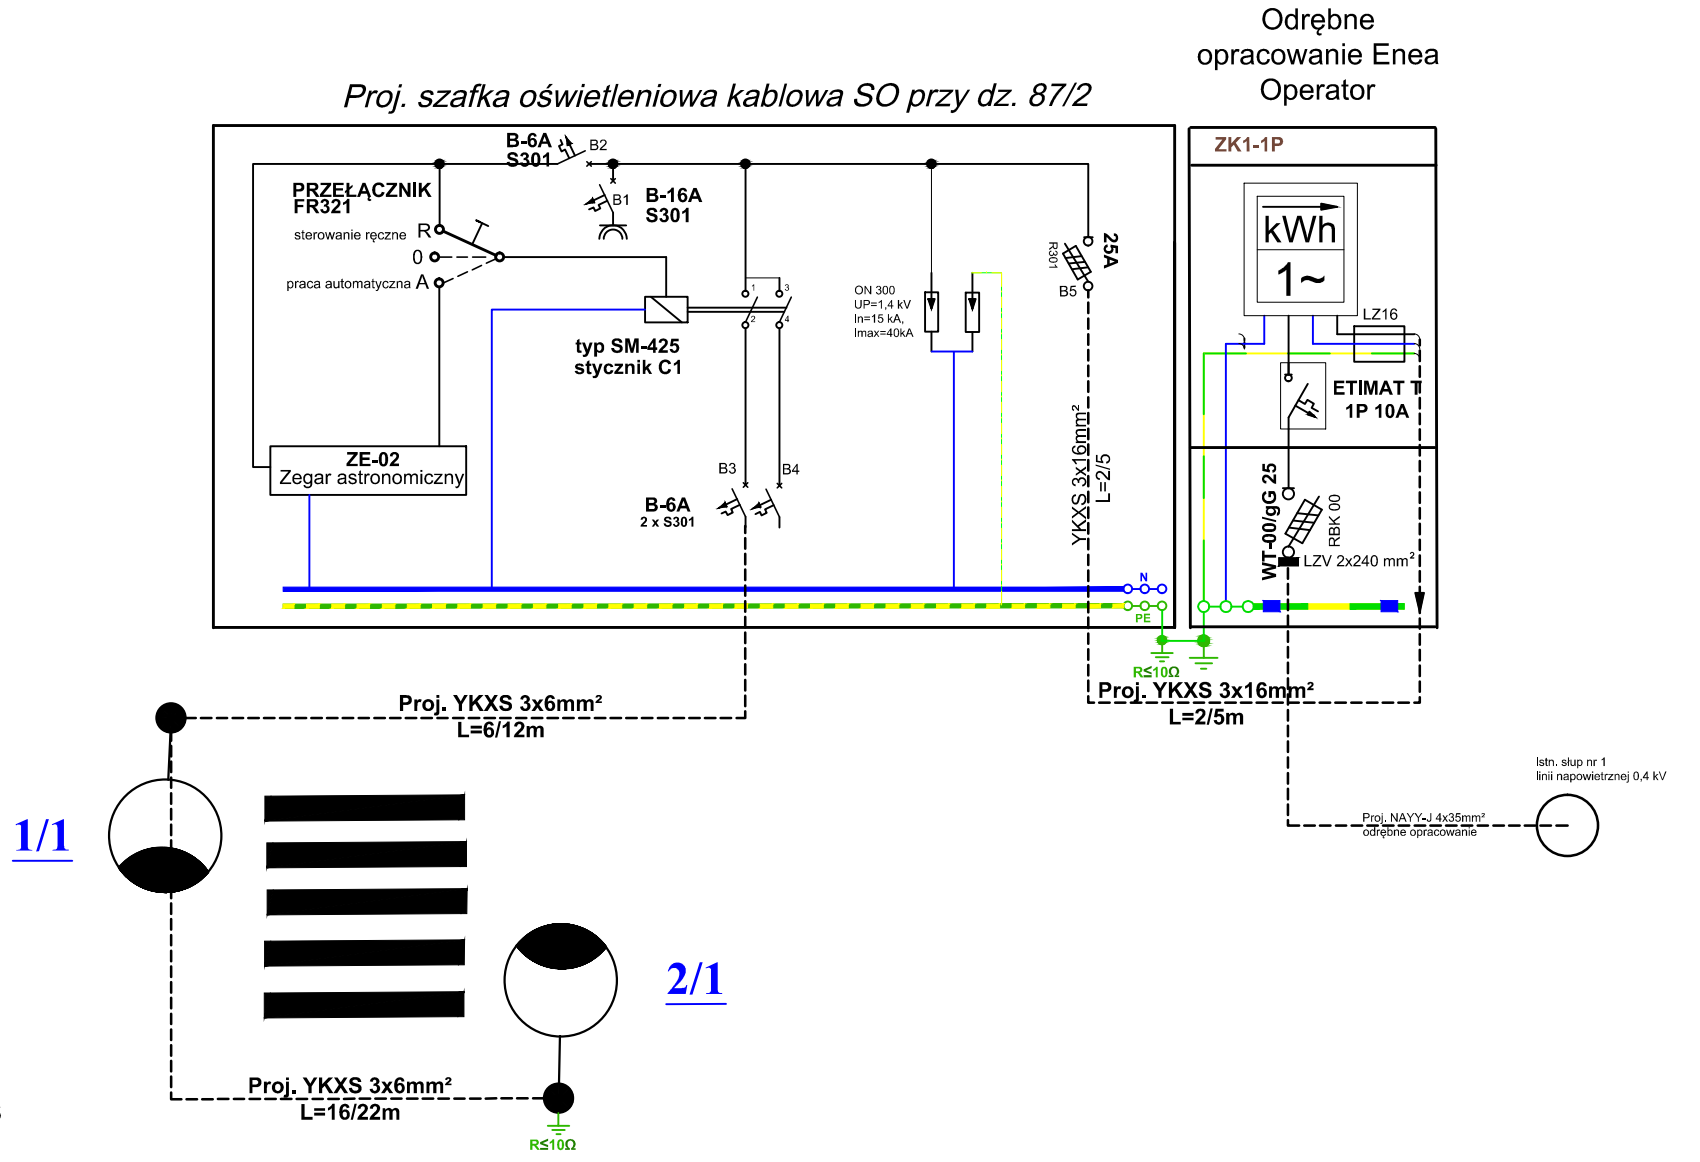 Odrębne
opracowanie Enea
Operator
Proj. szafka oświetleniowa kablowa SO przy dz. 87/2
B-6A
S301
B2
PRZEŁĄCZNIK
FR321
sterowanie ręczne R
0
praca automatyczna A
B1
B-16A
S301
1
3
2
4
typ SM-425
stycznik C1
ON 300
UP=1,4 kV
In=15 kA,
Imax=40kA
25A
R301
B5
YKXS 3x16mm²
L=2/5
ZE-02
Zegar astronomiczny
B3
B4
B-6A
2 x S301
N
PE
R≤10Ω
ZK1-1P
kWh
1~
LZ16
ETIMAT T
1P 10A
WT-00/gG 25
RBK 00
LZV 2x240 mm²
Proj. YKXS 3x16mm²
L=2/5m
Proj. YKXS 3x6mm²
L=6/12m
Istn. słup nr 1
linii napowietrznej 0,4 kV
Proj. NAYY-J 4x35mm²
odrębne opracowanie
1/1
2/1
Proj. YKXS 3x6mm²
L=16/22m
R≤10Ω